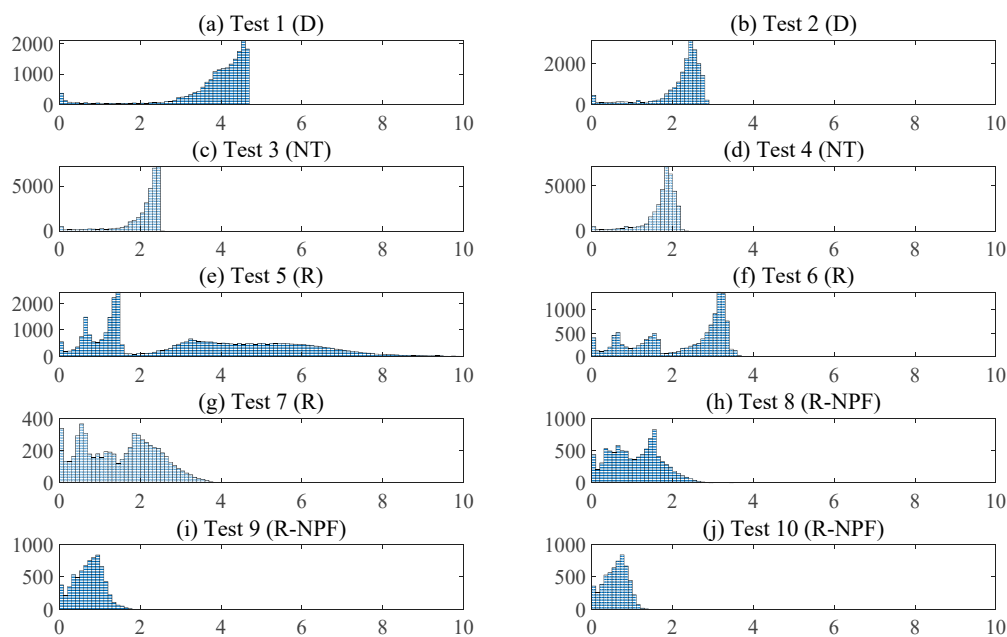 (a) Test 1 (D)
2000
1000
0
0 2 4 6 8 10
(b) Test 2 (D)
2000
0
0 2 4 6 8 10
(c) Test 3 (NT)
5000
0
0 2 4 6 8 10
(d) Test 4 (NT)
5000
0
0 2 4 6 8 10
(e) Test 5 (R)
2000
1000
0
0 2 4 6 8 10
(f) Test 6 (R)
1000
500
0
0 2 4 6 8 10
(g) Test 7 (R)
400
200
0
0 2 4 6 8 10
(h) Test 8 (R-NPF)
1000
500
0
0 2 4 6 8 10
(i) Test 9 (R-NPF)
1000
500
0
0 2 4 6 8 10
(j) Test 10 (R-NPF)
1000
500
0
0 2 4 6 8 10